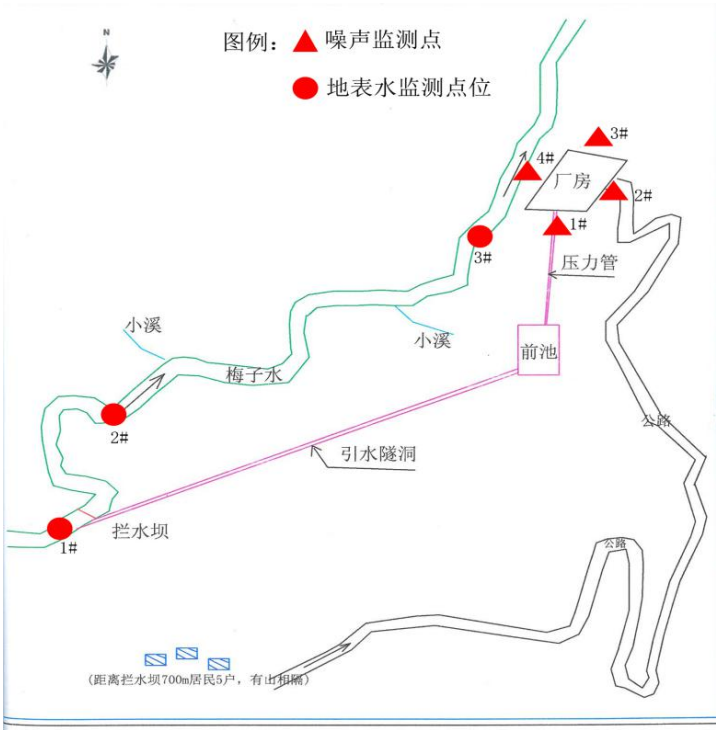 N
图例：
噪声监测点
地表水监测点位
3#
4#
厂房
2#
1#
3#
压力管
小溪
小溪
前池
梅子水
2#
公路
引水隧洞
拦水坝
1#
公路
(距离拦水坝700m居民5户，有山相隔)